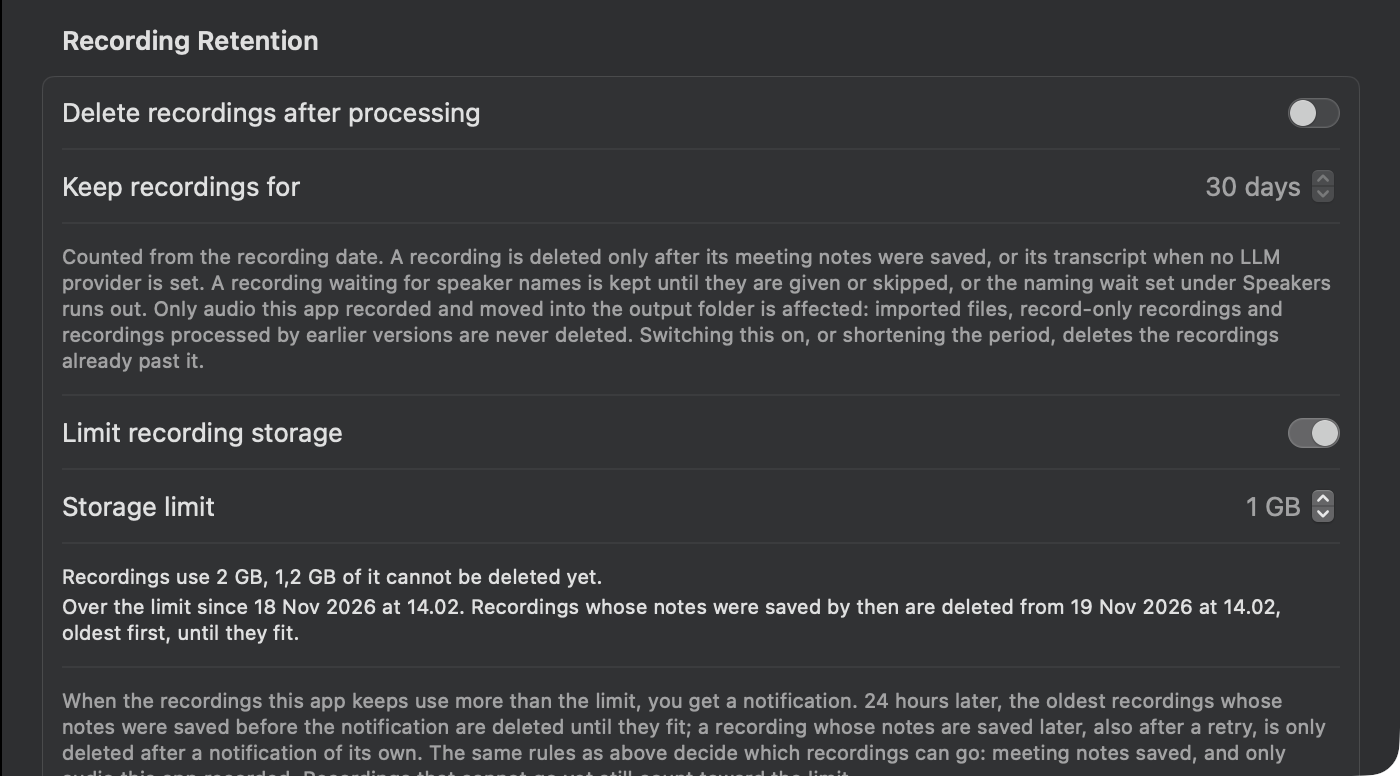 Recording Retention
Delete recordings after processing
Keep recordings for
30 days
Counted from the recording date. A recording is deleted only after its meeting notes were saved, or its transcript when no LLM
provider is set. A recording waiting for speaker names is kept until they are given or skipped, or the naming wait set under Speakers
runs out. Only audio this app recorded and moved into the output folder is affected: imported files, record-only recordings and
recordings processed by earlier versions are never deleted. Switching this on, or shortening the period, deletes the recordings
already past it.
Limit recording storage
Storage limit
1 GB
Recordings use 2 GB, 1,2 GB of it cannot be deleted yet.
Over the limit since 18 Nov 2026 at 14.02. Recordings whose notes were saved by then are deleted from 19 Nov 2026 at 14.02,
oldest first, until they fit.
When the recordings this app keeps use more than the limit, you get a notification. 24 hours later, the oldest recordings whose
notes were saved before the notification are deleted until they fit; a recording whose notes are saved later, also after a retry, is only
deleted after a notification of its own. The same rules as above decide which recordings can go: meeting notes saved, and only
audio this app recorded. Recordings that cannot go yet still count toward the limit.